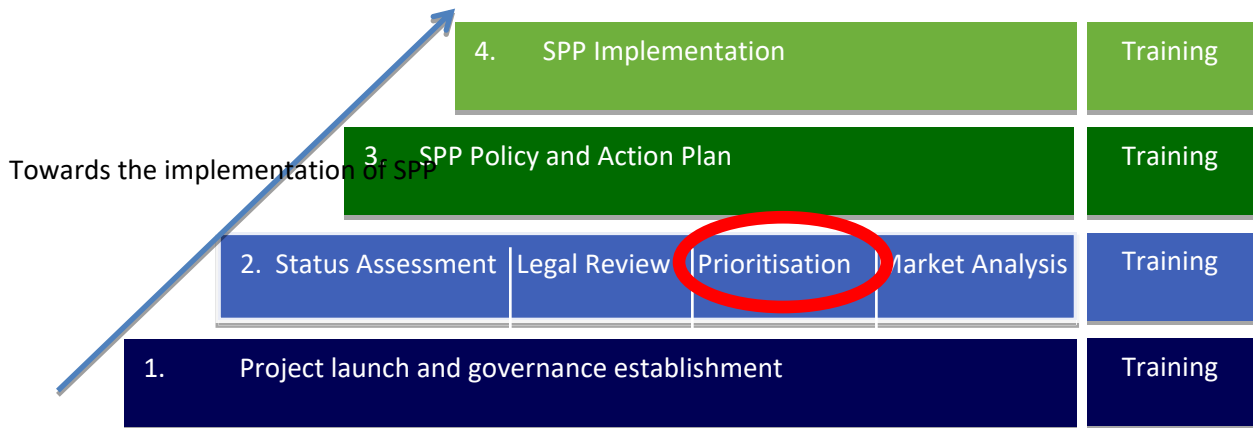 4. SPP Implementation Training
3. SPP Policy and Action Plan Training
Towards the implementation of SPP
2. Status Assessment Legal Review Prioritisation Market Analysis Training
1. Project launch and governance establishment Training